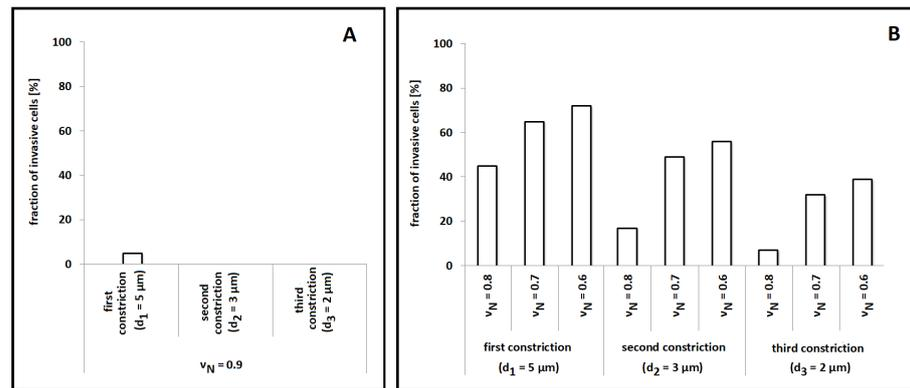 A
fraction of invasive cells [%]
100
80
60
40
20
0
first
constriction
(d₁ = 5 µm)
second
constriction
(d₂ = 3 µm)
third
constriction
(d₃ = 2 µm)
vN = 0.9
B
fraction of invasive cells [%]
100
80
60
40
20
0
vN = 0.8
vN = 0.7
vN = 0.6
vN = 0.8
vN = 0.7
vN = 0.6
vN = 0.8
vN = 0.7
vN = 0.6
first constriction
(d₁ = 5 µm)
second constriction
(d₂ = 3 µm)
third constriction
(d₃ = 2 µm)